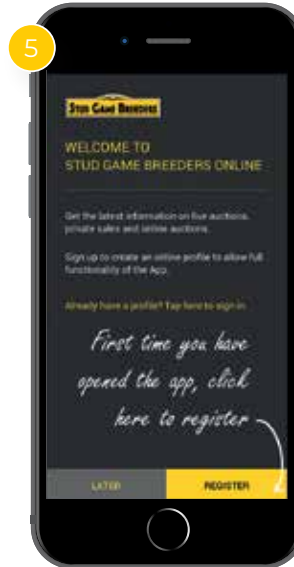 5
STUD GAME BREEDERS
WELCOME TO
STUD GAME BREEDERS ONLINE
Get the latest information on live auctions,
private sales and online auctions.
Sign up to create an online profile to allow full
functionality of the App.
Already have a profile? Tap here to sign in
First time you have
opened the app, click
here to register
LATER
REGISTER